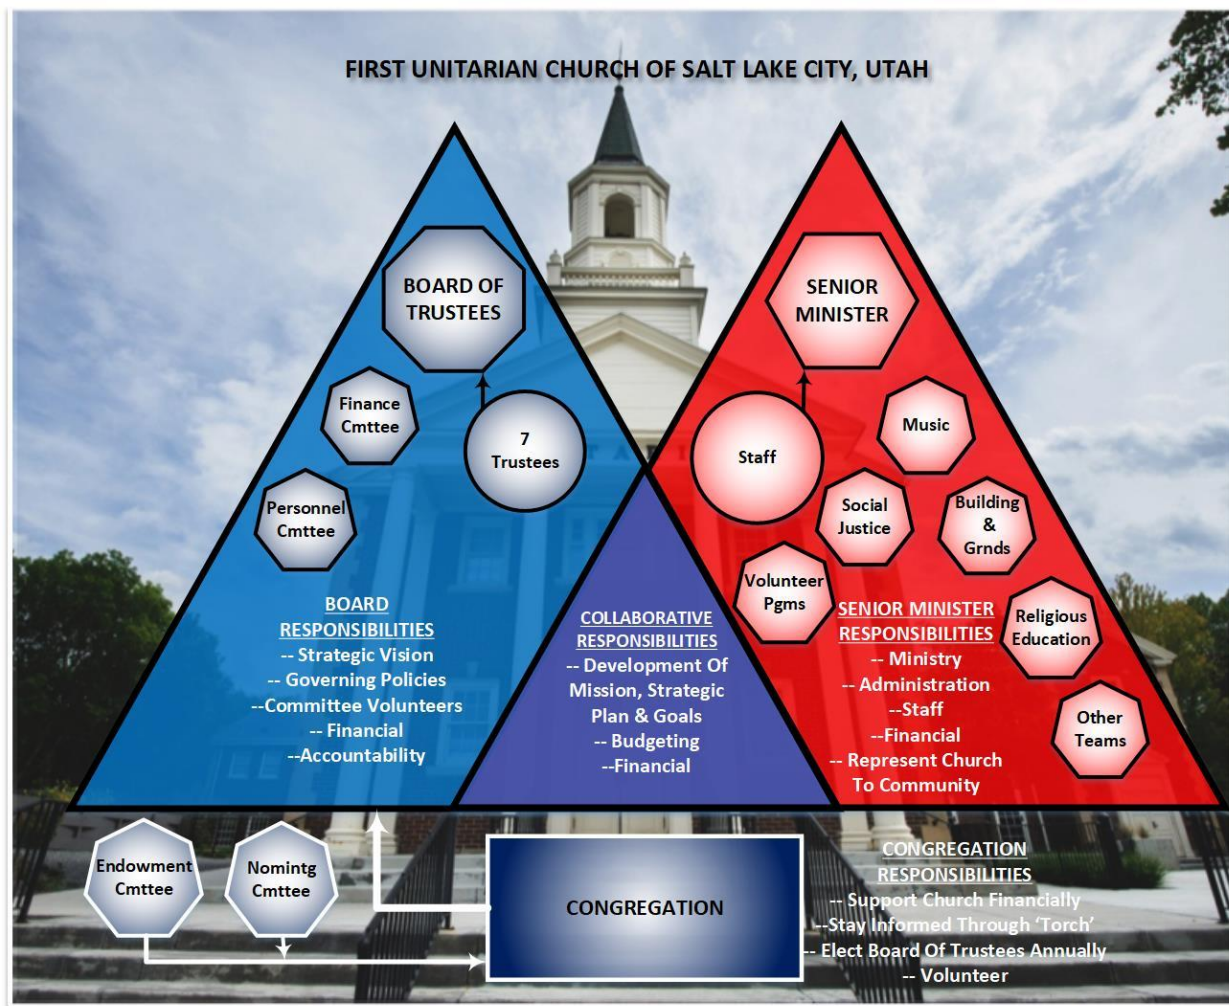 FIRST UNITARIAN CHURCH OF SALT LAKE CITY, UTAH
BOARD OF
TRUSTEES
Finance
Cmttee
7
Trustees
Personnel
Cmttee
BOARD
RESPONSIBILITIES
-- Strategic Vision
-- Governing Policies
--Committee Volunteers
-- Financial
--Accountability
COLLABORATIVE
RESPONSIBILITIES
-- Development Of
Mission, Strategic
Plan & Goals
-- Budgeting
--Financial
SENIOR
MINISTER
Staff
Music
Social
Justice
Building
&
Grnds
Volunteer
Pgms
Religious
Education
Other
Teams
SENIOR MINISTER
RESPONSIBILITIES
-- Ministry
-- Administration
--Staff
--Financial
-- Represent Church
To Community
Endowment
Cmttee
Nomintg
Cmttee
CONGREGATION
CONGREGATION
RESPONSIBILITIES
-- Support Church Financially
--Stay Informed Through ‘Torch’
-- Elect Board Of Trustees Annually
-- Volunteer